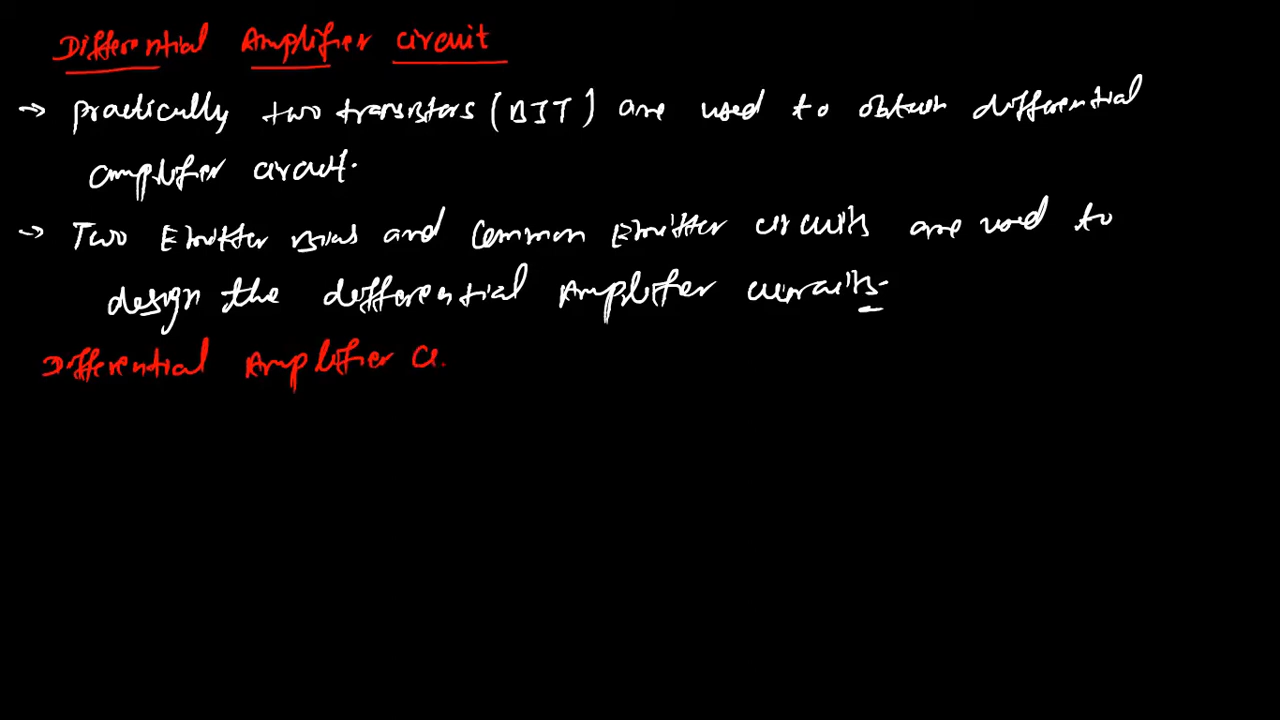 Differential Amplifier circuit
→ practically two transistors (BJT) are used to obtain differential
amplifier circuit.
→ Two Emitter Bias and Common Emitter circuits are used to
design the differential Amplifier circuits.
Differential Amplifier ci